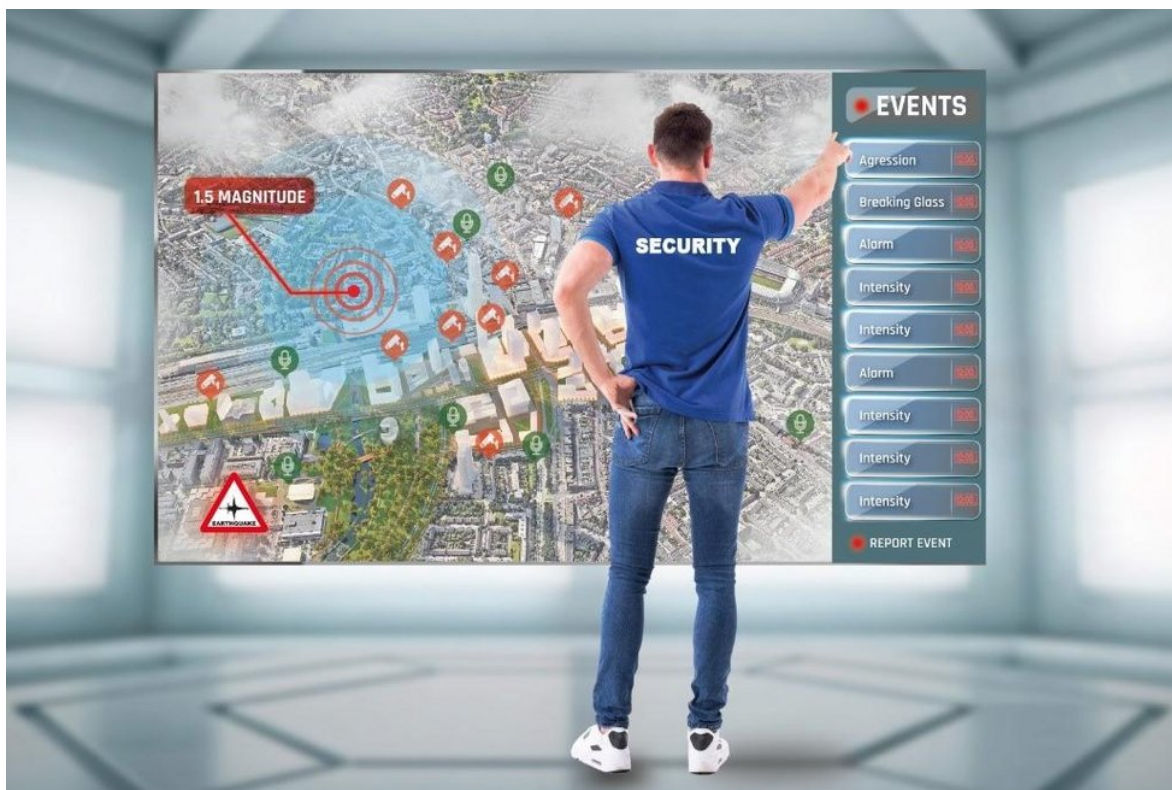 EVENTS
1.5 MAGNITUDE
SECURITY
Agression
Breaking Glass
Alarm
Intensity
Intensity
Alarm
Intensity
Intensity
Intensity
REPORT EVENT
EARTHQUAKE